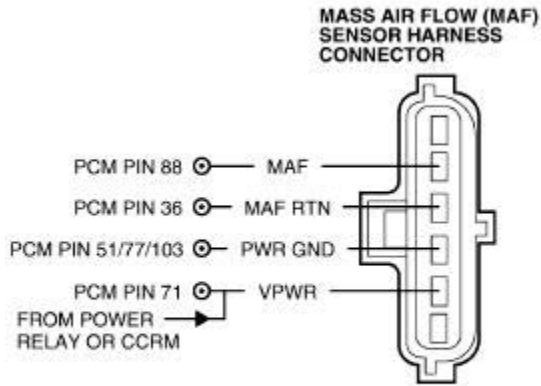 MASS AIR FLOW (MAF)
SENSOR HARNESS
CONNECTOR
PCM PIN 88 MAF
PCM PIN 36 MAF RTN
PCM PIN 51/77/103 PWR GND
PCM PIN 71 VPWR
FROM POWER
RELAY OR CCRM